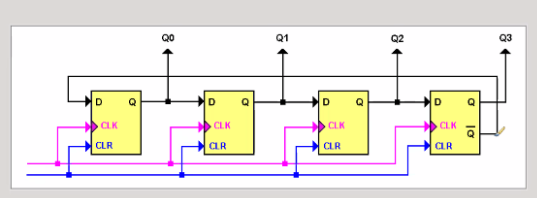 Q0 Q1 Q2 Q3
D Q D Q D Q D Q
CLK CLK CLK CLK
Q̅
CLR CLR CLR CLR